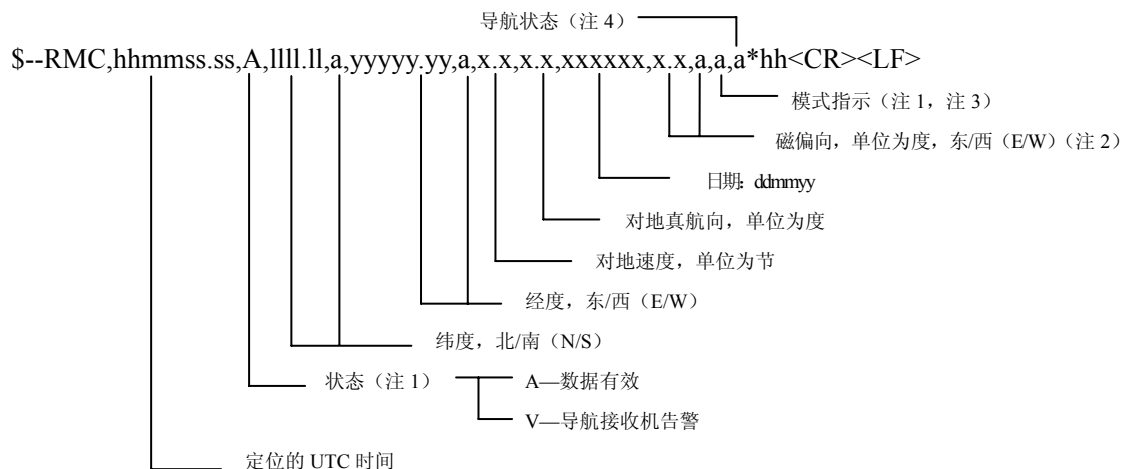 导航状态（注 4）
$--RMC,hhmmss.ss,A,llll.ll,a,yyyyy.yy,a,x.x,x.x,xxxxxx,x.x,a,a,a*hh<CR><LF>
模式指示（注 1，注 3）
磁偏向，单位为度，东/西（E/W）（注 2）
日期: ddmmyy
对地真航向，单位为度
对地速度，单位为节
经度，东/西（E/W）
纬度，北/南（N/S）
状态（注 1） A—数据有效
V—导航接收机告警
定位的 UTC 时间